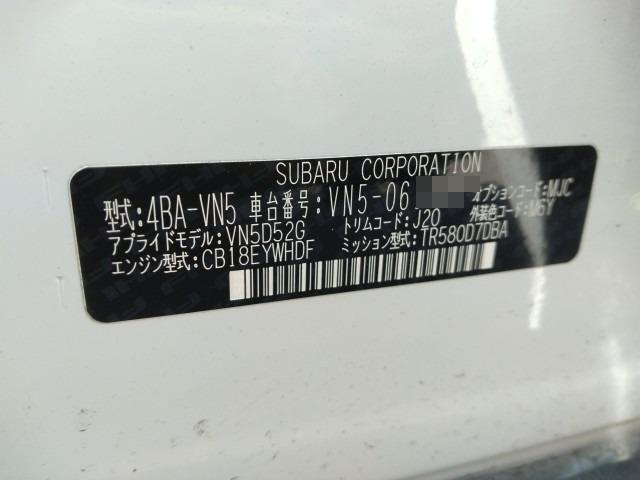 SUBARU CORPORATION
型式:4BA-VN5 車台番号:VN5-06 オプションコード:MJC
アプライドモデル:VN5D52G トリムコード:J20 外装色コード:M6Y
エンジン型式:CB18EYWHDF ミッション型式:TR580D7DBA